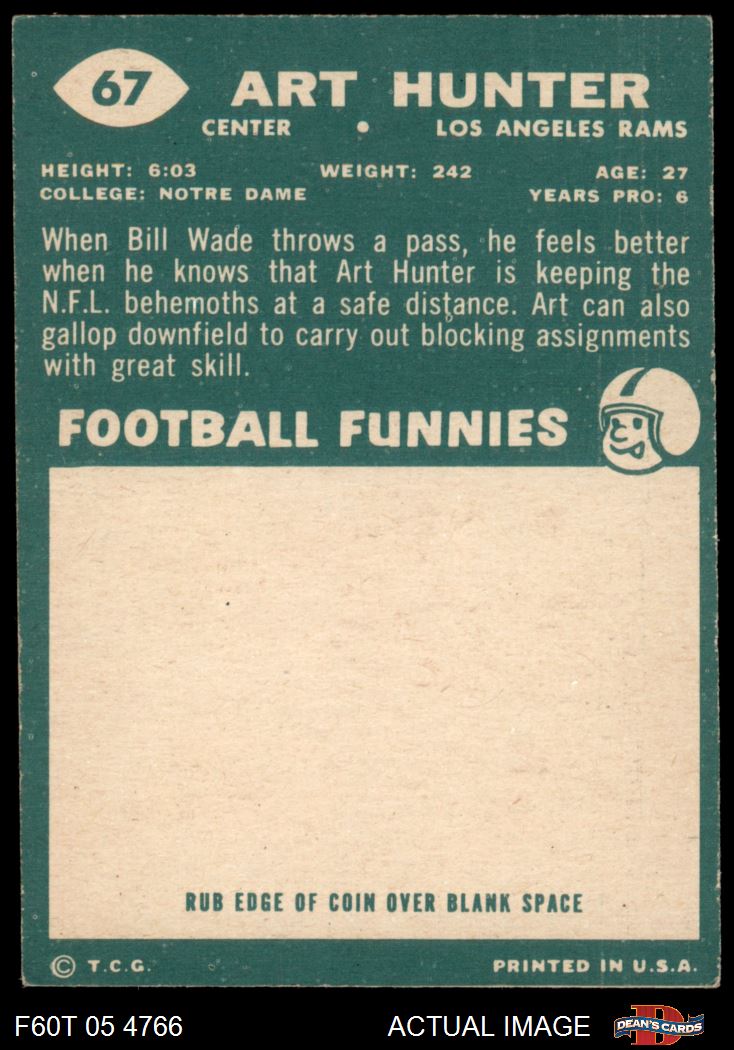 67
ART HUNTER
CENTER • LOS ANGELES RAMS
HEIGHT: 6:03 WEIGHT: 242 AGE: 27
COLLEGE: NOTRE DAME YEARS PRO: 6
When Bill Wade throws a pass, he feels better
when he knows that Art Hunter is keeping the
N.F.L. behemoths at a safe distance. Art can also
gallop downfield to carry out blocking assignments
with great skill.
FOOTBALL FUNNIES
RUB EDGE OF COIN OVER BLANK SPACE
© T.C.G. PRINTED IN U.S.A.
F60T 05 4766 ACTUAL IMAGE D DEAN'S CARDS